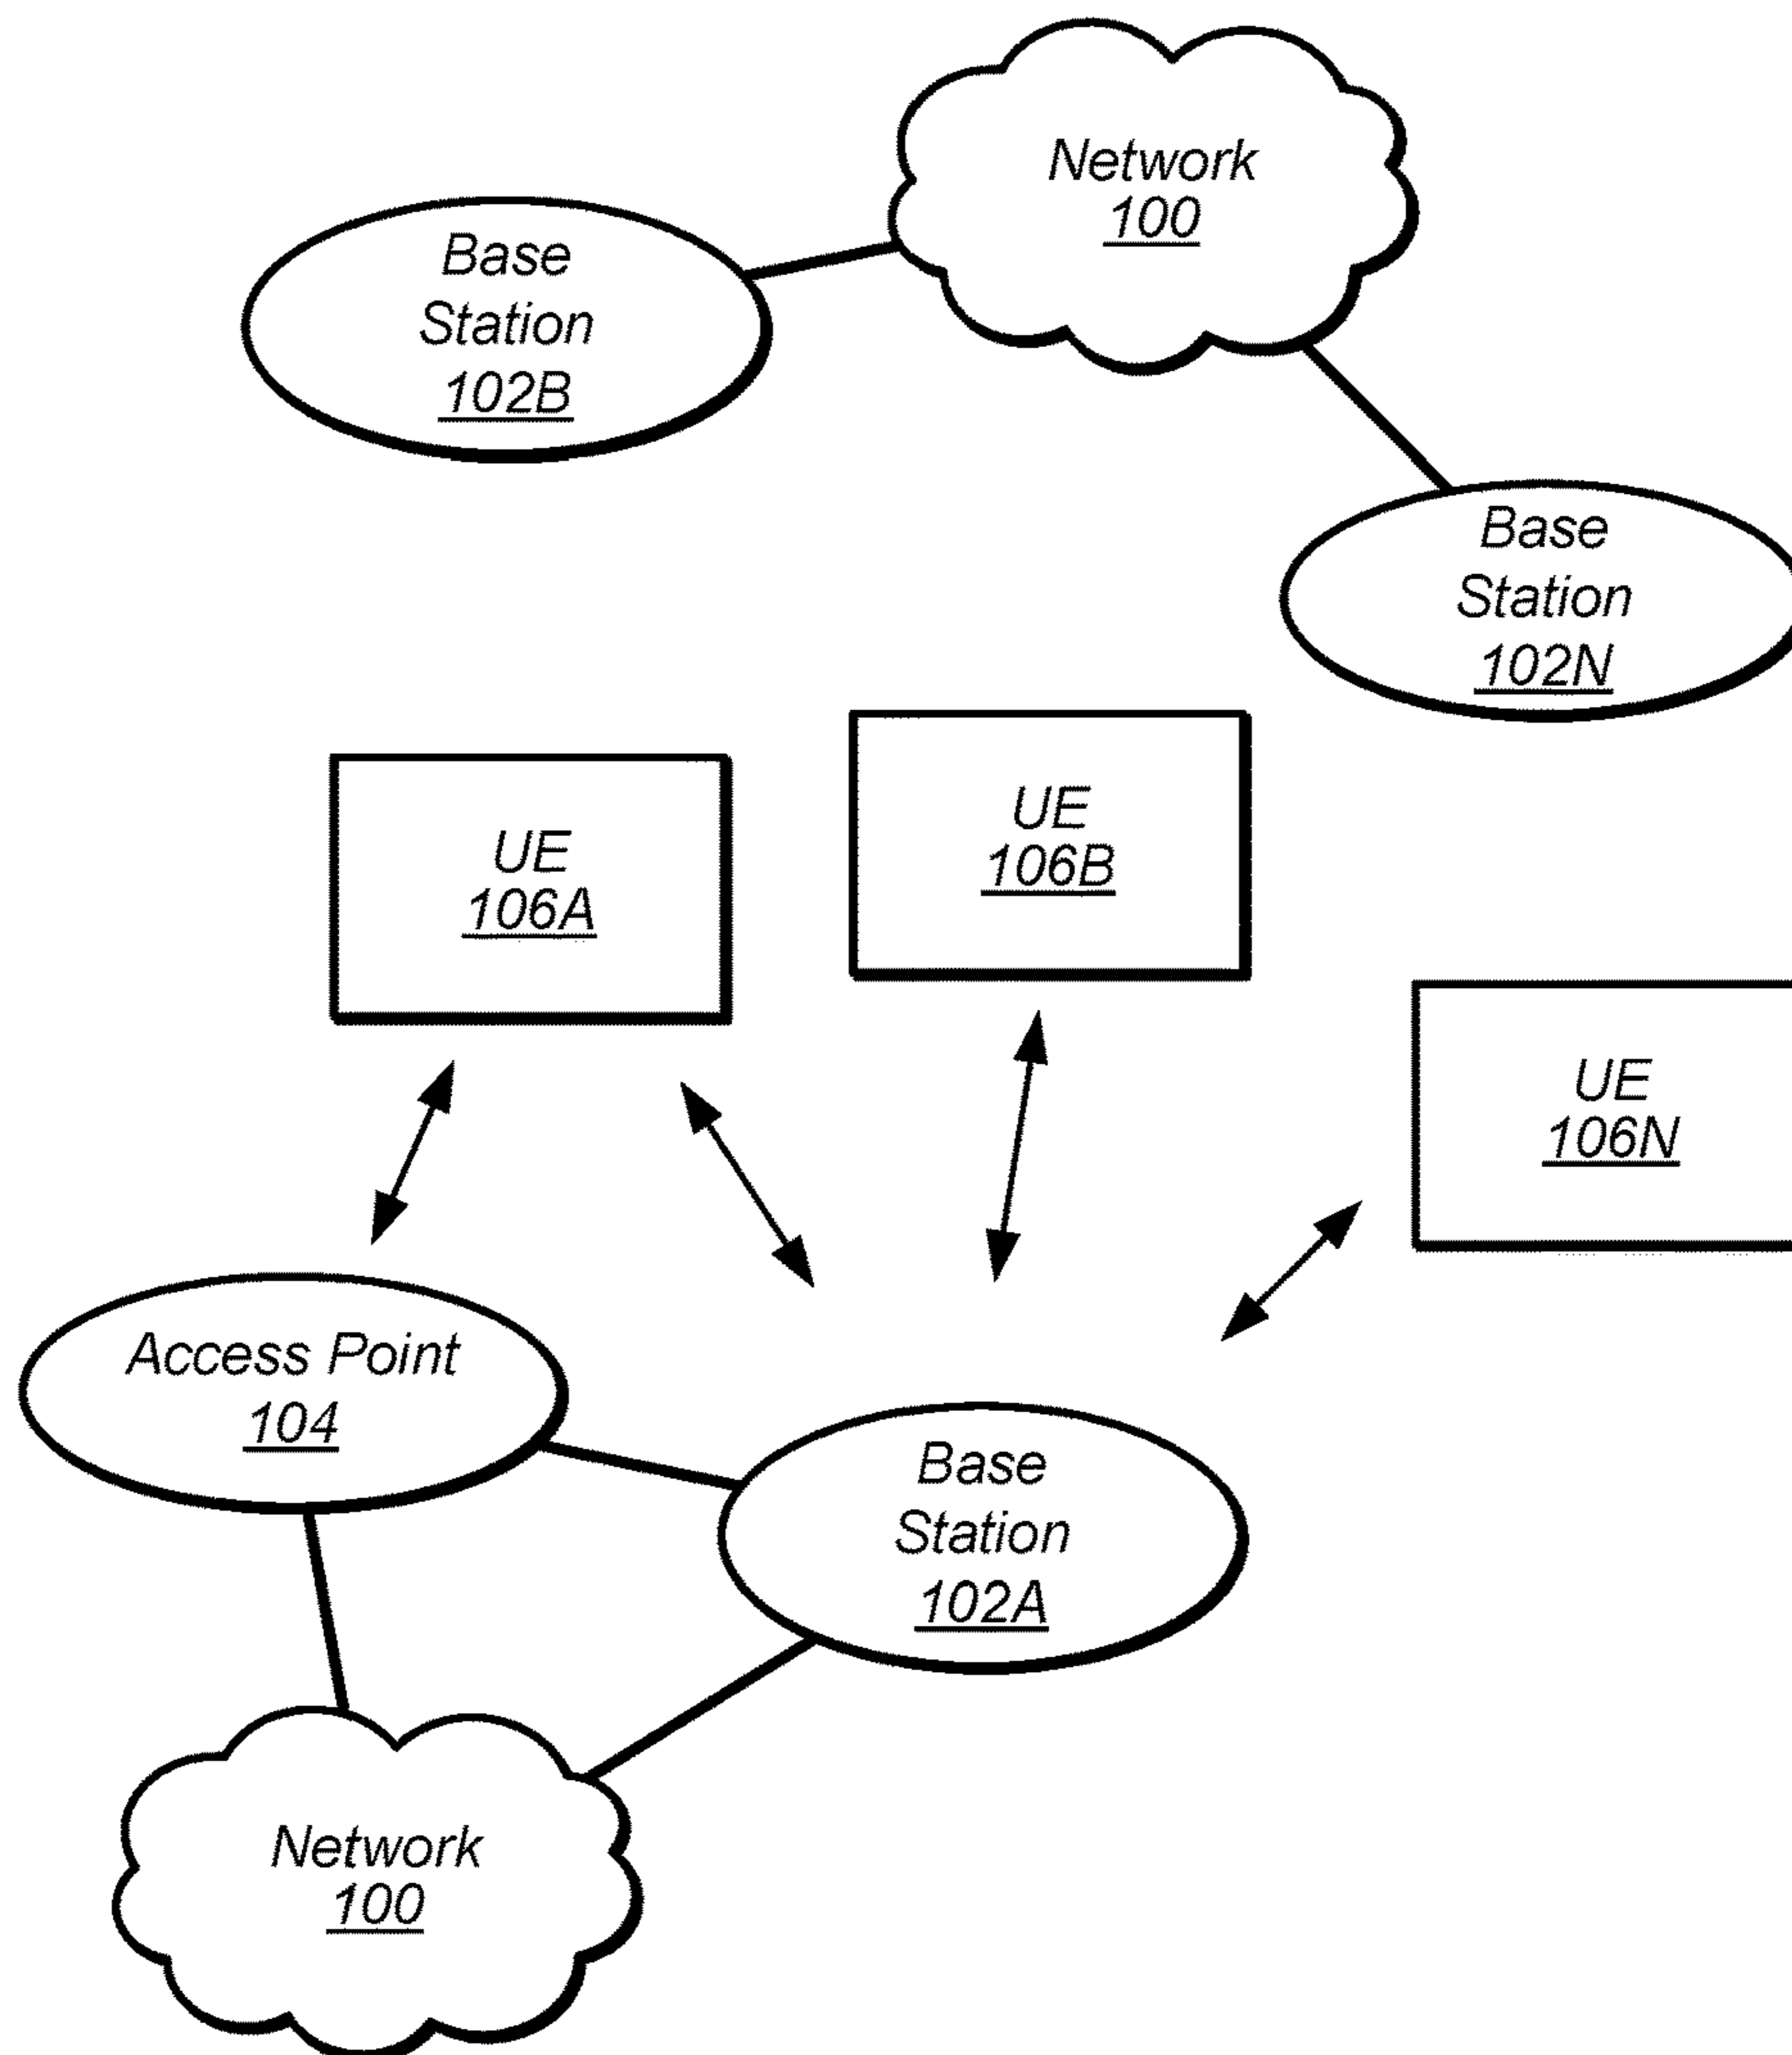 Network
100
Base
Station
102B
Base
Station
102N
UE
106A
UE
106B
UE
106N
Access Point
104
Base
Station
102A
Network
100